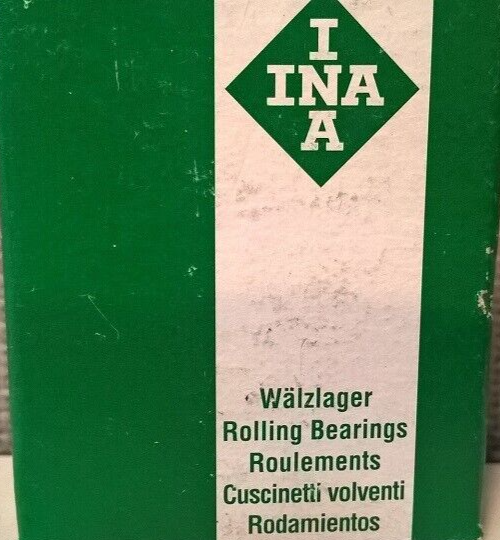 I
INA
A
Wälzlager
Rolling Bearings
Roulements
Cuscinetti volventi
Rodamientos